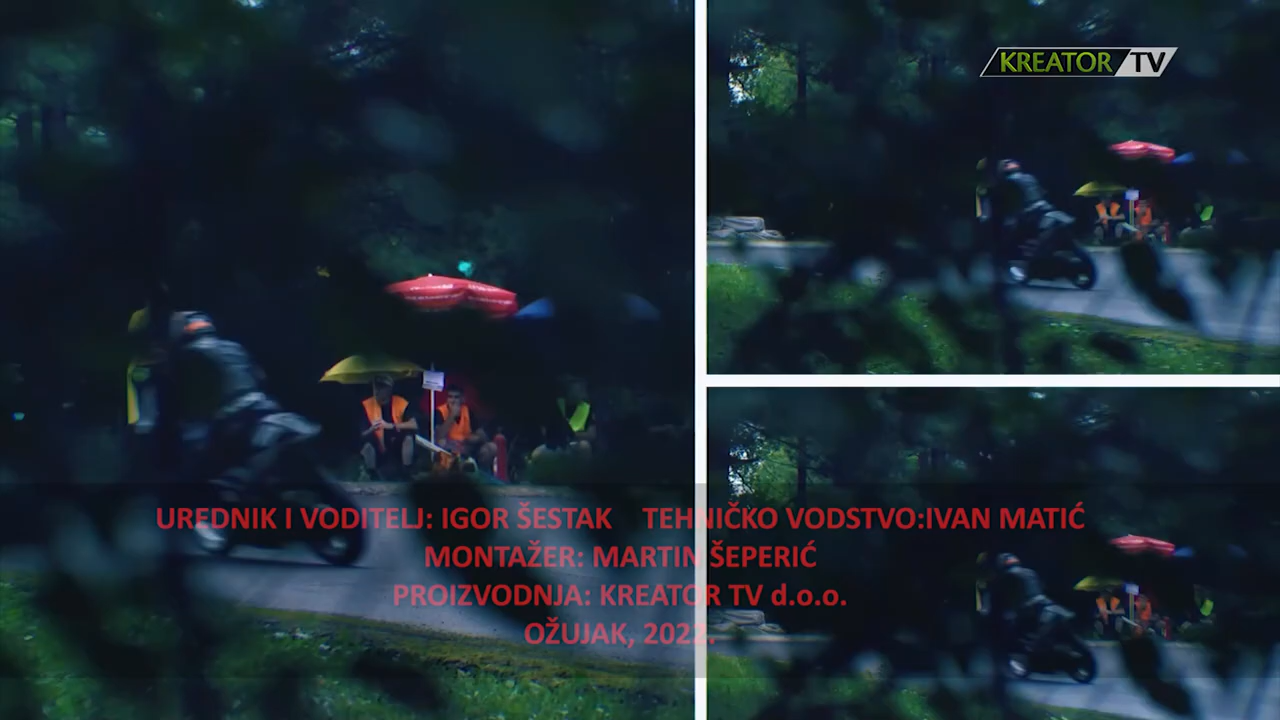 KREATOR TV
UREDNIK I VODITELJ: IGOR ŠESTAK TEHNIČKO VODSTVO:IVAN MATIĆ
MONTAŽER: MARTIN ŠEPERIĆ
PROIZVODNJA: KREATOR TV d.o.o.
OŽUJAK, 2022.